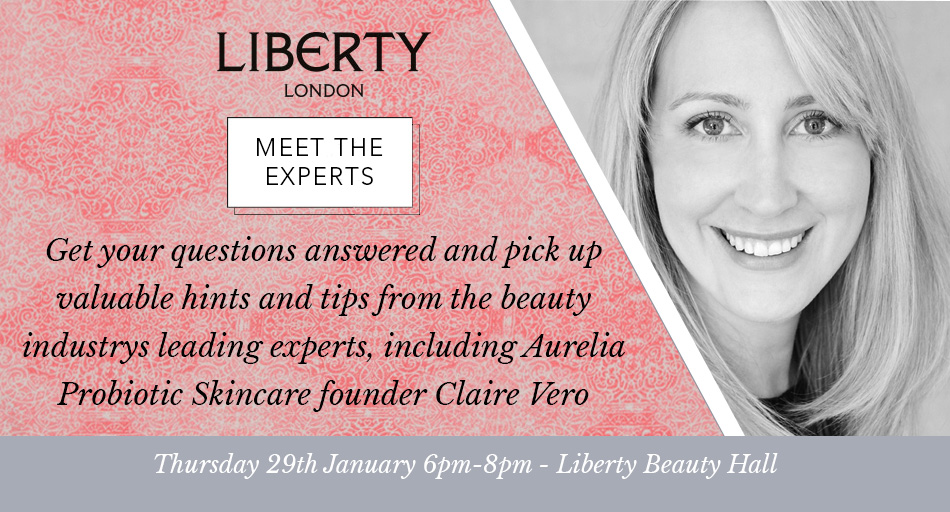 LIBERTY
LONDON
MEET THE
EXPERTS
Get your questions answered and pick up
valuable hints and tips from the beauty
industrys leading experts, including Aurelia
Probiotic Skincare founder Claire Vero
Thursday 29th January 6pm-8pm - Liberty Beauty Hall